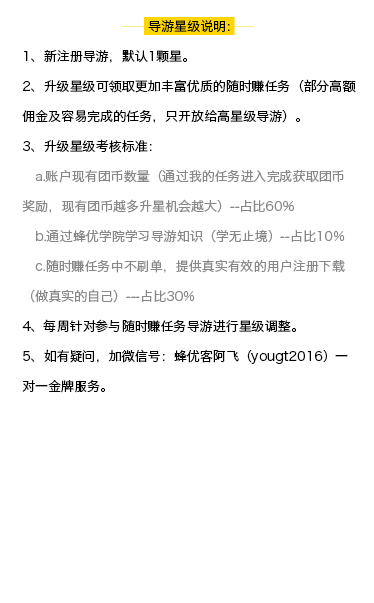 导游星级说明:
1、新注册导游，默认1颗星。
2、升级星级可领取更加丰富优质的随时赚任务（部分高额
佣金及容易完成的任务，只开放给高星级导游）。
3、升级星级考核标准：
a.账户现有团币数量（通过我的任务进入完成获取团币
奖励，现有团币越多升星机会越大）--占比60%
b.通过蜂优学院学习导游知识（学无止境）--占比10%
c.随时赚任务中不刷单，提供真实有效的用户注册下载
（做真实的自己）---占比30%
4、每周针对参与随时赚任务导游进行星级调整。
5、如有疑问，加微信号：蜂优客阿飞（yougt2016）一
对一金牌服务。